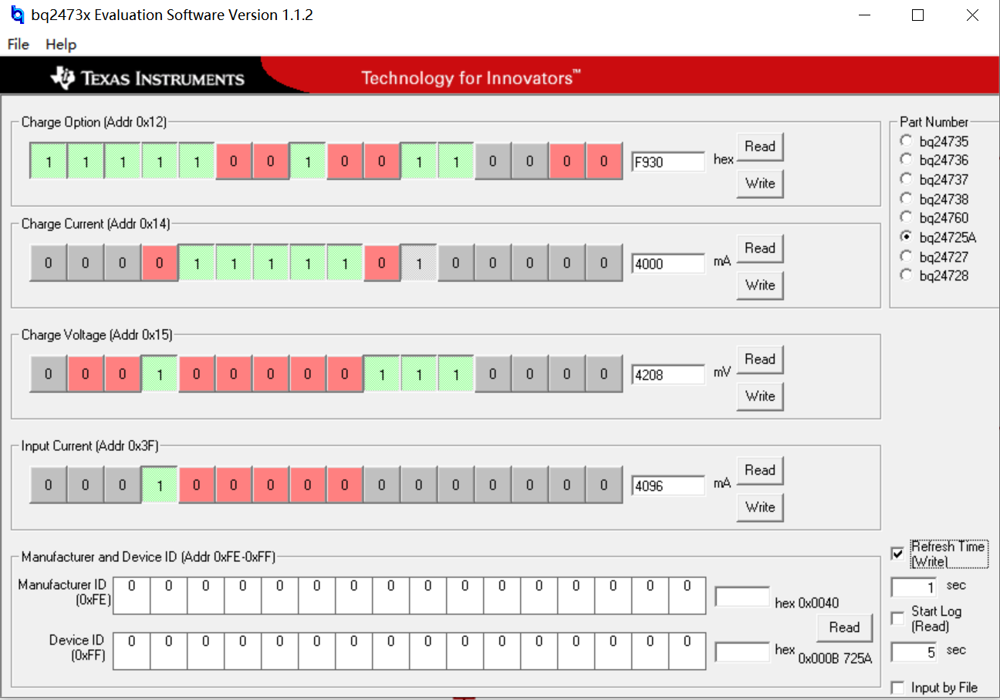 bq2473x Evaluation Software Version 1.1.2
File Help
TEXAS INSTRUMENTS Technology for Innovators™
Charge Option (Addr 0x12)
1 1 1 1 1 0 0 1 0 0 1 1 0 0 0 0 F930 hex Read
Write
Charge Current (Addr 0x14)
0 0 0 0 1 1 1 1 1 0 1 0 0 0 0 0 4000 mA Read
Write
Charge Voltage (Addr 0x15)
0 0 0 1 0 0 0 0 0 1 1 1 0 0 0 0 4208 mV Read
Write
Input Current (Addr 0x3F)
0 0 0 1 0 0 0 0 0 0 0 0 0 0 0 0 4096 mA Read
Write
Manufacturer and Device ID (Addr 0xFE-0xFF)
Manufacturer ID
(0xFE)
0 0 0 0 0 0 0 0 0 0 0 0 0 0 0 0
hex 0x0040
Read
Device ID
(0xFF)
0 0 0 0 0 0 0 0 0 0 0 0 0 0 0 0
hex
0x000B 725A
Part Number
bq24735
bq24736
bq24737
bq24738
bq24760
bq24725A
bq24727
bq24728
Refresh Time
(Write)
1 sec
Start Log
(Read)
5 sec
Input by File